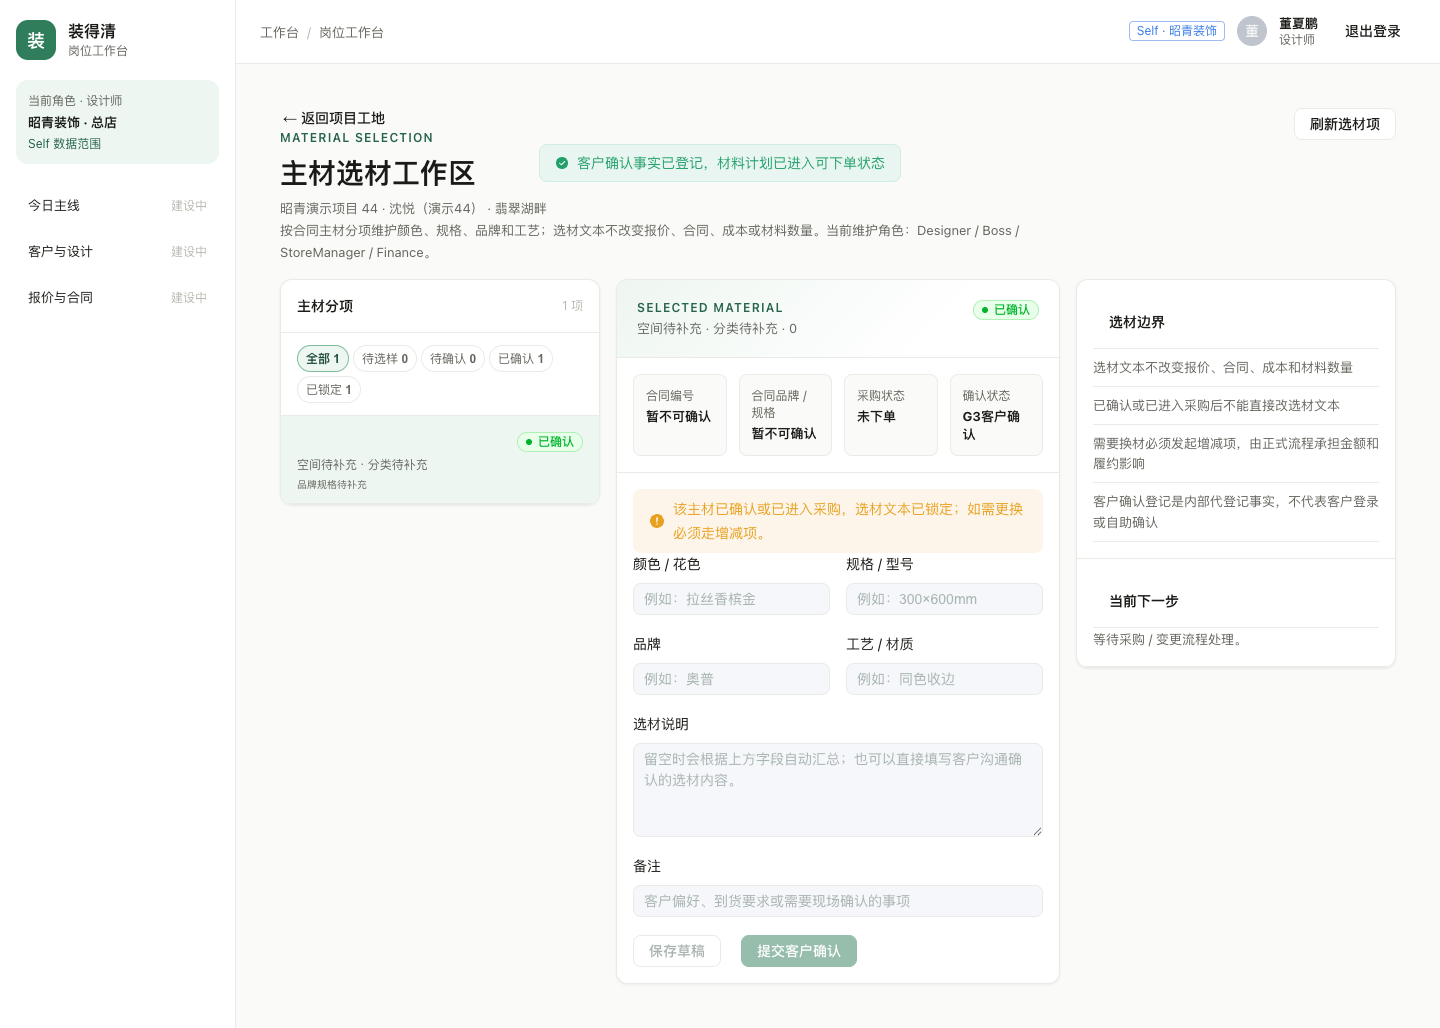 装
装得清
岗位工作台
当前角色 · 设计师
昭青装饰 · 总店
Self 数据范围
今日主线 建设中
客户与设计 建设中
报价与合同 建设中
工作台 / 岗位工作台
Self · 昭青装饰
董
董夏鹏
设计师
退出登录
← 返回项目工地
MATERIAL SELECTION
主材选材工作区
客户确认事实已登记，材料计划已进入可下单状态
刷新选材项
昭青演示项目 44 · 沈悦（演示44） · 翡翠湖畔
按合同主材分项维护颜色、规格、品牌和工艺；选材文本不改变报价、合同、成本或材料数量。当前维护角色：Designer / Boss /
StoreManager / Finance。
主材分项 1 项
全部 1 待选样 0 待确认 0 已确认 1
已锁定 1
已确认
空间待补充 · 分类待补充
品牌规格待补充
SELECTED MATERIAL
空间待补充 · 分类待补充 · 0
已确认
合同编号
暂不可确认
合同品牌 /
规格
暂不可确认
采购状态
未下单
确认状态
G3客户确
认
该主材已确认或已进入采购，选材文本已锁定；如需更换
必须走增减项。
颜色 / 花色
例如：拉丝香槟金
规格 / 型号
例如：300×600mm
品牌
例如：奥普
工艺 / 材质
例如：同色收边
选材说明
留空时会根据上方字段自动汇总；也可以直接填写客户沟通确
认的选材内容。
备注
客户偏好、到货要求或需要现场确认的事项
保存草稿 提交客户确认
选材边界
选材文本不改变报价、合同、成本和材料数量
已确认或已进入采购后不能直接改选材文本
需要换材必须发起增减项，由正式流程承担金额和
履约影响
客户确认登记是内部代登记事实，不代表客户登录
或自助确认
当前下一步
等待采购 / 变更流程处理。